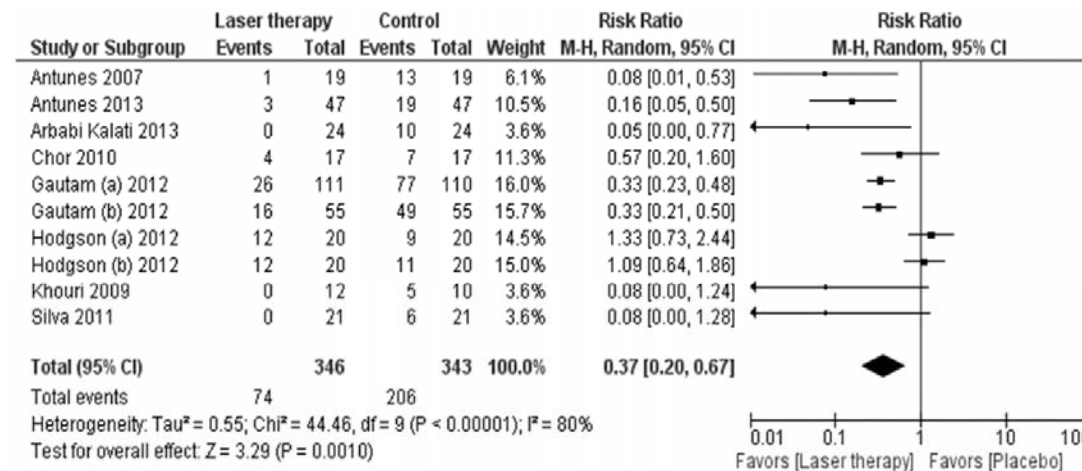 Laser therapy Control Risk Ratio Risk Ratio
Study or Subgroup Events Total Events Total Weight M-H, Random, 95% CI M-H, Random, 95% CI
Antunes 2007 1 19 13 19 6.1% 0.08 [0.01, 0.53]
Antunes 2013 3 47 19 47 10.5% 0.16 [0.05, 0.50]
Arbabi Kalati 2013 0 24 10 24 3.6% 0.05 [0.00, 0.77]
Chor 2010 4 17 7 17 11.3% 0.57 [0.20, 1.60]
Gautam (a) 2012 26 111 77 110 16.0% 0.33 [0.23, 0.48]
Gautam (b) 2012 16 55 49 55 15.7% 0.33 [0.21, 0.50]
Hodgson (a) 2012 12 20 9 20 14.5% 1.33 [0.73, 2.44]
Hodgson (b) 2012 12 20 11 20 15.0% 1.09 [0.64, 1.86]
Khouri 2009 0 12 5 10 3.6% 0.08 [0.00, 1.24]
Silva 2011 0 21 6 21 3.6% 0.08 [0.00, 1.28]
Total (95% CI) 346 343 100.0% 0.37 [0.20, 0.67]
Total events 74 206
Heterogeneity: Tau² = 0.55; Chi² = 44.46, df = 9 (P < 0.00001); I² = 80%
Test for overall effect: Z = 3.29 (P = 0.0010)
0.01 0.1 1 10 100
Favors [Laser therapy] Favors [Placebo]